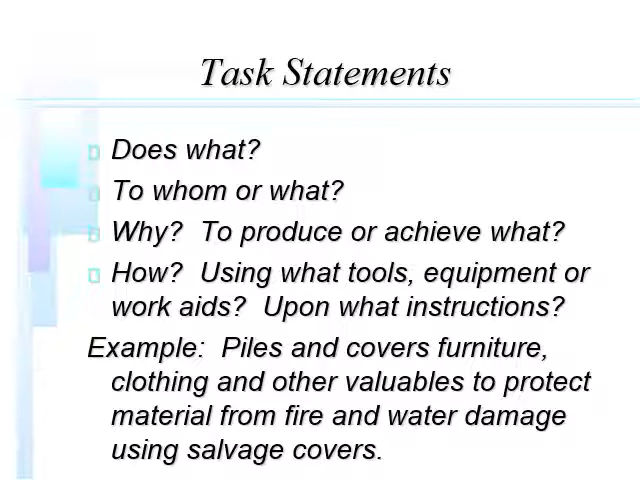 Task Statements
Does what?
To whom or what?
Why?  To produce or achieve what?
How?  Using what tools, equipment or
work aids?  Upon what instructions?
Example:  Piles and covers furniture,
clothing and other valuables to protect
material from fire and water damage
using salvage covers.